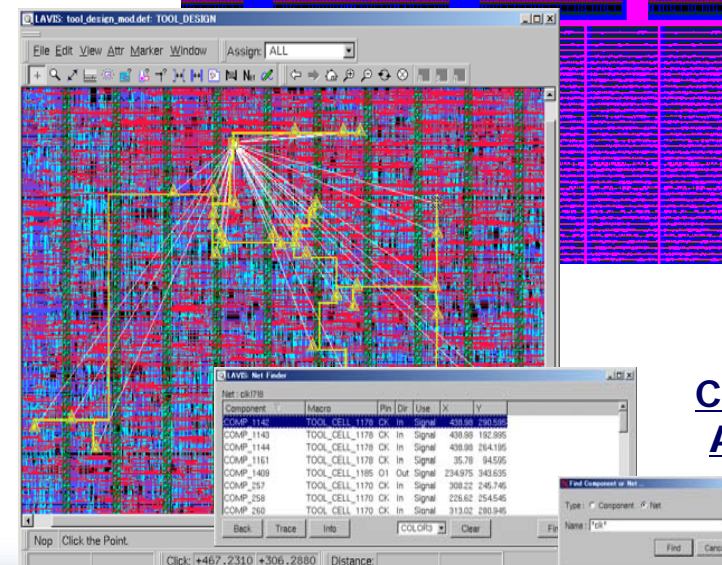 LAVIS: tool_design_mod.def: TOOL_DESIGN
File Edit View Attr Marker Window Assign: ALL
LAVIS: Net Finder
Net : clk1718
Component Macro Pin Dir Use X Y
COMP_1142 TOOL_CELL_1178 CK In Signal 438.98 290.595
COMP_1143 TOOL_CELL_1178 CK In Signal 438.98 192.995
COMP_1144 TOOL_CELL_1178 CK In Signal 438.98 264.195
COMP_1161 TOOL_CELL_1178 CK In Signal 35.78 94.595
COMP_1409 TOOL_CELL_1185 O1 Out Signal 234.975 343.635
COMP_257 TOOL_CELL_1170 CK In Signal 308.22 245.745
COMP_258 TOOL_CELL_1170 CK In Signal 226.62 254.545
COMP_260 TOOL_CELL_1170 CK In Signal 313.02 280.945
Back Trace Info COLOR3 Clear Fin
C
A
Find Component or Net ...
Type : Component Net
Name : *clk*
Find Canc
Nop Click the Point.
Click: +467.2310 +306.2880 Distance: